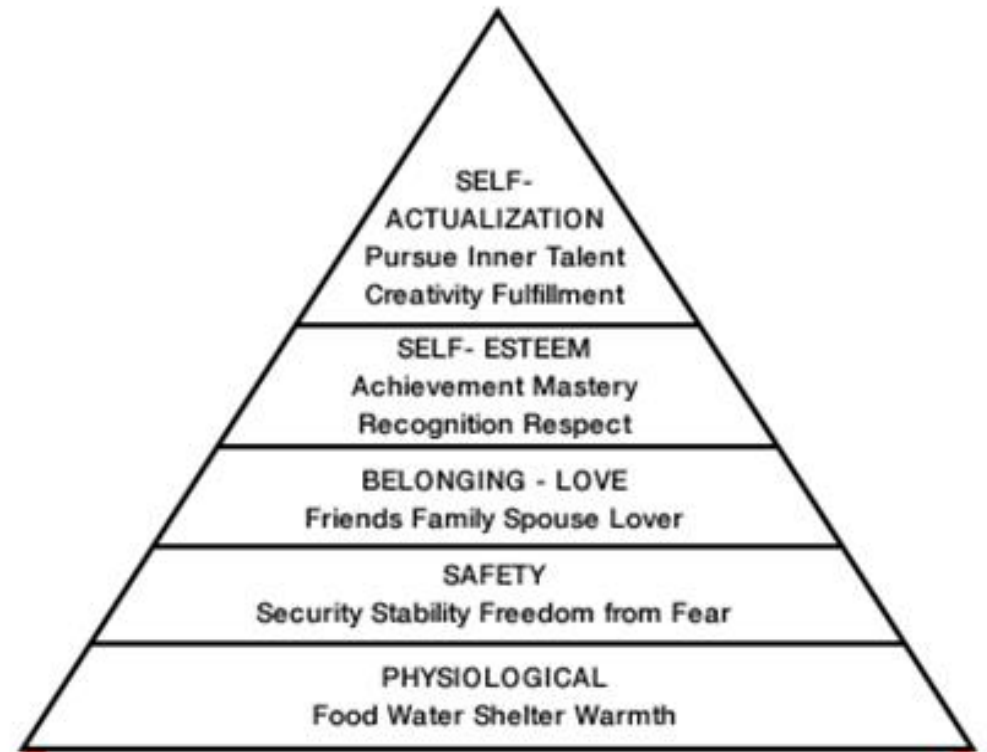 SELF-
ACTUALIZATION
Pursue Inner Talent
Creativity Fulfillment
SELF- ESTEEM
Achievement Mastery
Recognition Respect
BELONGING - LOVE
Friends Family Spouse Lover
SAFETY
Security Stability Freedom from Fear
PHYSIOLOGICAL
Food Water Shelter Warmth